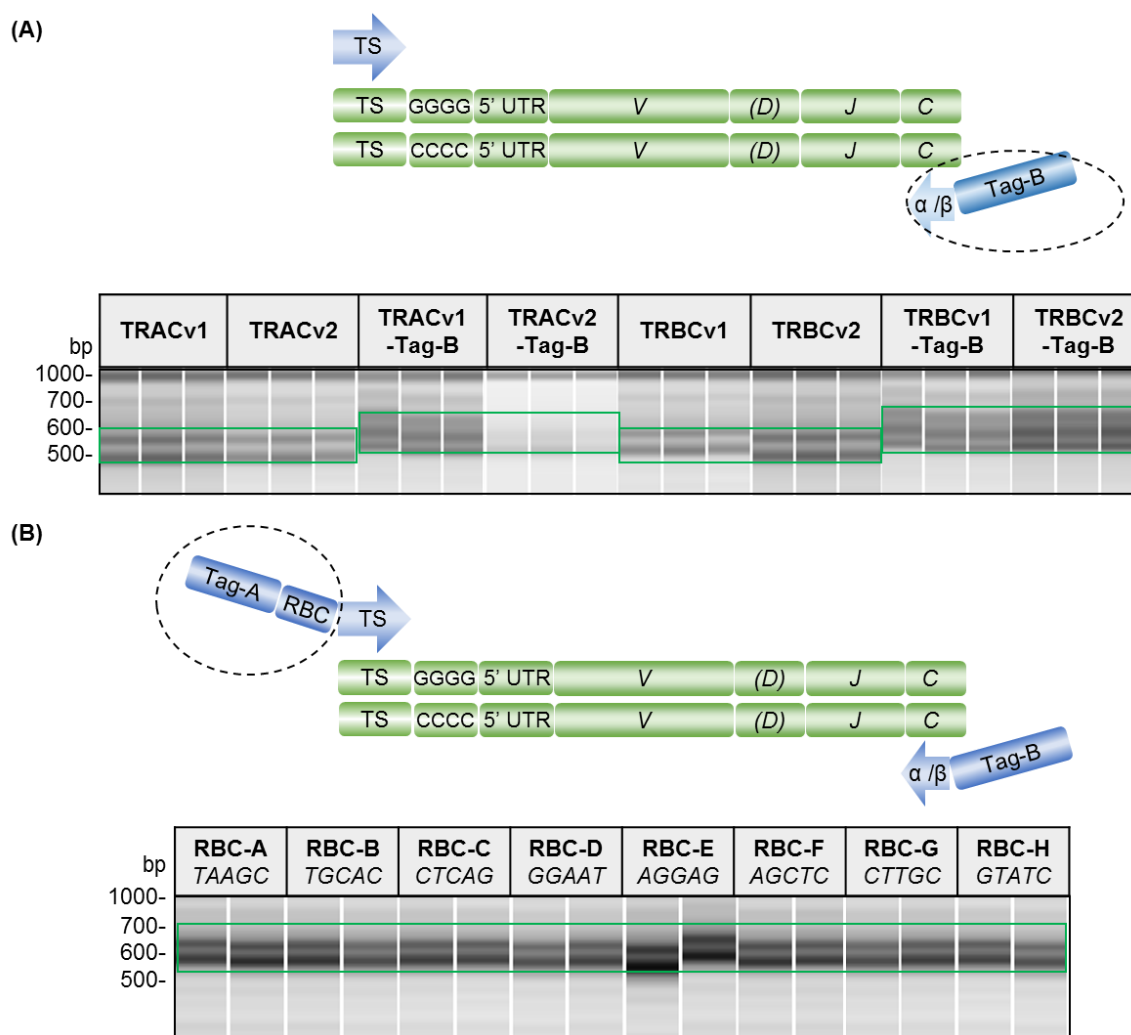 (A)
TS
TS GGGG 5' UTR V (D) J C
TS CCCC 5' UTR V (D) J C
α /β Tag-B
TRACv1 TRACv2 TRACv1 -Tag-B TRACv2 -Tag-B TRBCv1 TRBCv2 TRBCv1 -Tag-B TRBCv2 -Tag-B
bp
1000-
700-
600-
500-
(B)
Tag-A RBC TS
TS GGGG 5' UTR V (D) J C
TS CCCC 5' UTR V (D) J C
α /β Tag-B
RBC-A RBC-B RBC-C RBC-D RBC-E RBC-F RBC-G RBC-H
bp TAAGC TGCAC CTCAG GGAAT AGGAG AGCTC CTTGC GTATC
1000-
700-
600-
500-